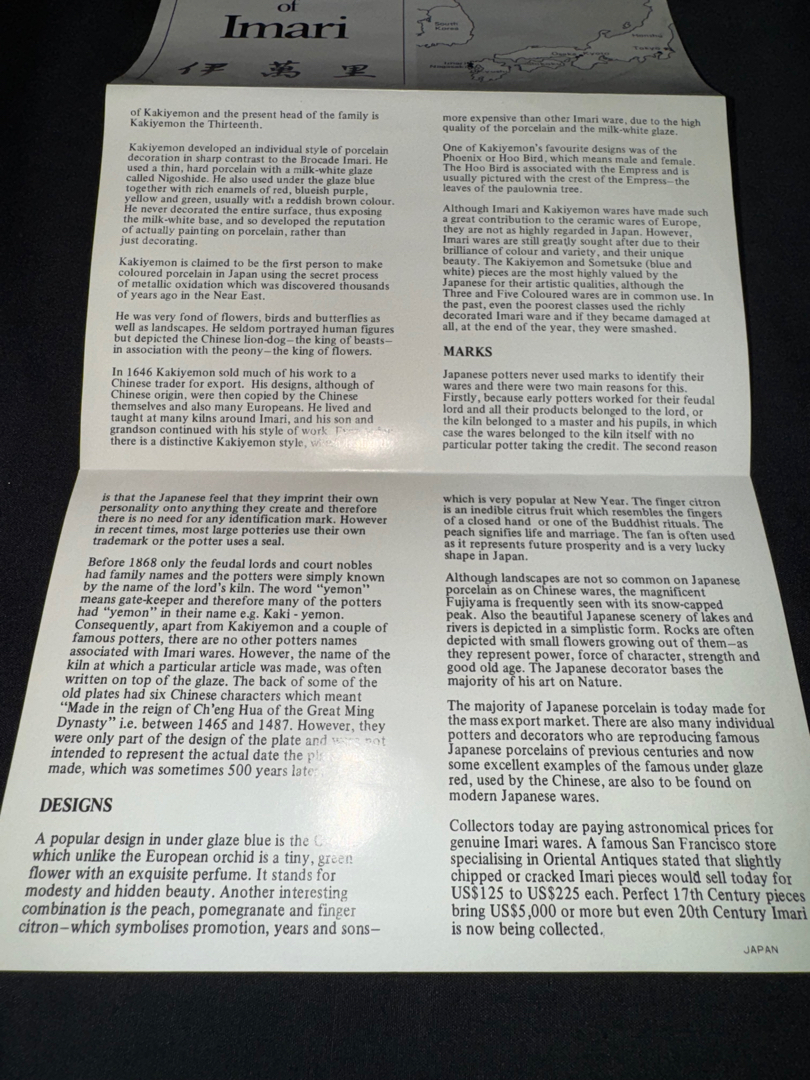 of
Imari
伊 萬 里
South
Korea
of Kakiyemon and the present head of the family is
Kakiyemon the Thirteenth.
Kakiyemon developed an individual style of porcelain
decoration in sharp contrast to the Brocade Imari. He
used a thin, hard porcelain with a milk-white glaze
called Nigoshide. He also used under the glaze blue
together with rich enamels of red, blueish purple,
yellow and green, usually with a reddish brown colour.
He never decorated the entire surface, thus exposing
the milk-white base, and so developed the reputation
of actually painting on porcelain, rather than
just decorating.
Kakiyemon is claimed to be the first person to make
coloured porcelain in Japan using the secret process
of metallic oxidation which was discovered thousands
of years ago in the Near East.
He was very fond of flowers, birds and butterflies as
well as landscapes. He seldom portrayed human figures
but depicted the Chinese lion-dog—the king of beasts—
in association with the peony—the king of flowers.
In 1646 Kakiyemon sold much of his work to a
Chinese trader for export. His designs, although of
Chinese origin, were then copied by the Chinese
themselves and also many Europeans. He lived and
taught at many kilns around Imari, and his son and
grandson continued with his style of work.
there is a distinctive Kakiyemon style,
more expensive than other Imari ware, due to the high
quality of the porcelain and the milk-white glaze.
One of Kakiyemon's favourite designs was of the
Phoenix or Hoo Bird, which means male and female.
The Hoo Bird is associated with the Empress and is
usually pictured with the crest of the Empress—the
leaves of the paulownia tree.
Although Imari and Kakiyemon wares have made such
a great contribution to the ceramic wares of Europe,
they are not as highly regarded in Japan. However,
Imari wares are still greatly sought after due to their
brilliance of colour and variety, and their unique
beauty. The Kakiyemon and Sometsuke (blue and
white) pieces are the most highly valued by the
Japanese for their artistic qualities, although the
Three and Five Coloured wares are in common use. In
the past, even the poorest classes used the richly
decorated Imari ware and if they became damaged at
all, at the end of the year, they were smashed.
MARKS
Japanese potters never used marks to identify their
wares and there were two main reasons for this.
Firstly, because early potters worked for their feudal
lord and all their products belonged to the lord, or
the kiln belonged to a master and his pupils, in which
case the wares belonged to the kiln itself with no
particular potter taking the credit. The second reason
is that the Japanese feel that they imprint their own
personality onto anything they create and therefore
there is no need for any identification mark. However
in recent times, most large potteries use their own
trademark or the potter uses a seal.
Before 1868 only the feudal lords and court nobles
had family names and the potters were simply known
by the name of the lord's kiln. The word “yemon”
means gate-keeper and therefore many of the potters
had “yemon” in their name e.g. Kaki - yemon.
Consequently, apart from Kakiyemon and a couple of
famous potters, there are no other potters names
associated with Imari wares. However, the name of the
kiln at which a particular article was made, was often
written on top of the glaze. The back of some of the
old plates had six Chinese characters which meant
“Made in the reign of Ch'eng Hua of the Great Ming
Dynasty” i.e. between 1465 and 1487. However, they
were only part of the design of the plate and were not
intended to represent the actual date the
made, which was sometimes 500 years
DESIGNS
A popular design in under glaze blue is the
which unlike the European orchid is a tiny, green
flower with an exquisite perfume. It stands for
modesty and hidden beauty. Another interesting
combination is the peach, pomegranate and finger
citron—which symbolises promotion, years and sons—
which is very popular at New Year. The finger citron
is an inedible citrus fruit which resembles the fingers
of a closed hand or one of the Buddhist rituals. The
peach signifies life and marriage. The fan is often used
as it represents future prosperity and is a very lucky
shape in Japan.
Although landscapes are not so common on Japanese
porcelain as on Chinese wares, the magnificent
Fujiyama is frequently seen with its snow-capped
peak. Also the beautiful Japanese scenery of lakes and
rivers is depicted in a simplistic form. Rocks are often
depicted with small flowers growing out of them—as
they represent power, force of character, strength and
good old age. The Japanese decorator bases the
majority of his art on Nature.
The majority of Japanese porcelain is today made for
the mass export market. There are also many individual
potters and decorators who are reproducing famous
Japanese porcelains of previous centuries and now
some excellent examples of the famous under glaze
red, used by the Chinese, are also to be found on
modern Japanese wares.
Collectors today are paying astronomical prices for
genuine Imari wares. A famous San Francisco store
specialising in Oriental Antiques stated that slightly
chipped or cracked Imari pieces would sell today for
US$125 to US$225 each. Perfect 17th Century pieces
bring US$5,000 or more but even 20th Century Imari
is now being collected.
JAPAN